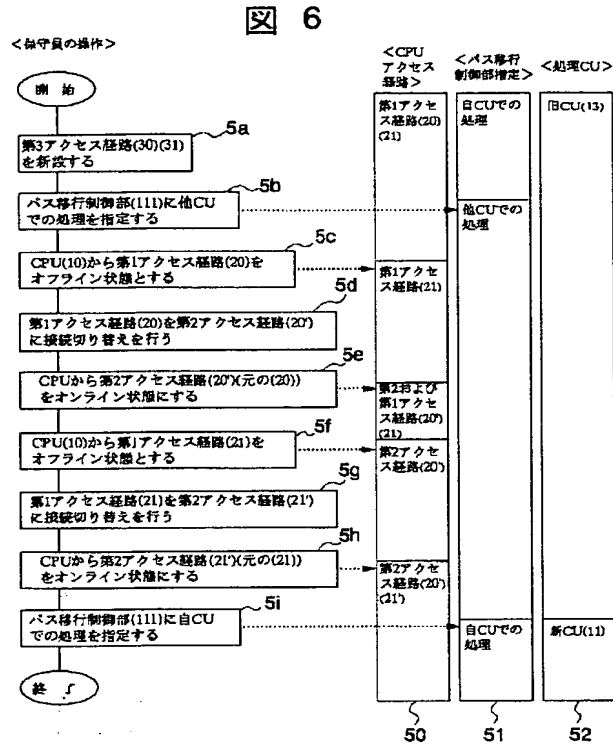 図 6
<保守員の操作>
開始
5a
第3アクセス経路(30)(31)
を新設する
5b
パス移行制御部(111)に他CU
での処理を指定する
5c
CPU(10)から第1アクセス経路(20)を
オフライン状態とする
5d
第1アクセス経路(20)を第2アクセス経路(20')
に接続切り替えを行う
5e
CPUから第2アクセス経路(20')(元の(20))
をオンライン状態にする
5f
CPU(10)から第1アクセス経路(21)を
オフライン状態とする
5g
第1アクセス経路(21)を第2アクセス経路(21')
に接続切り替えを行う
5h
CPUから第2アクセス経路(21')(元の(21))
をオンライン状態にする
5i
パス移行制御部(111)に自CU
での処理を指定する
終了
<CPU
アクセス
経路>
第1アクセ
ス経路(20)
(21)
第1アクセ
ス経路(21)
第2および
第1アクセ
ス経路(20')
(21)
第2アクセ
ス経路(20')
第2アクセ
ス経路(20')
(21')
50
<パス移行
制御部指定>
自CUでの
処理
他CUでの
処理
自CUでの
処理
51
<処理CU>
旧CU(13)
新CU(11)
52